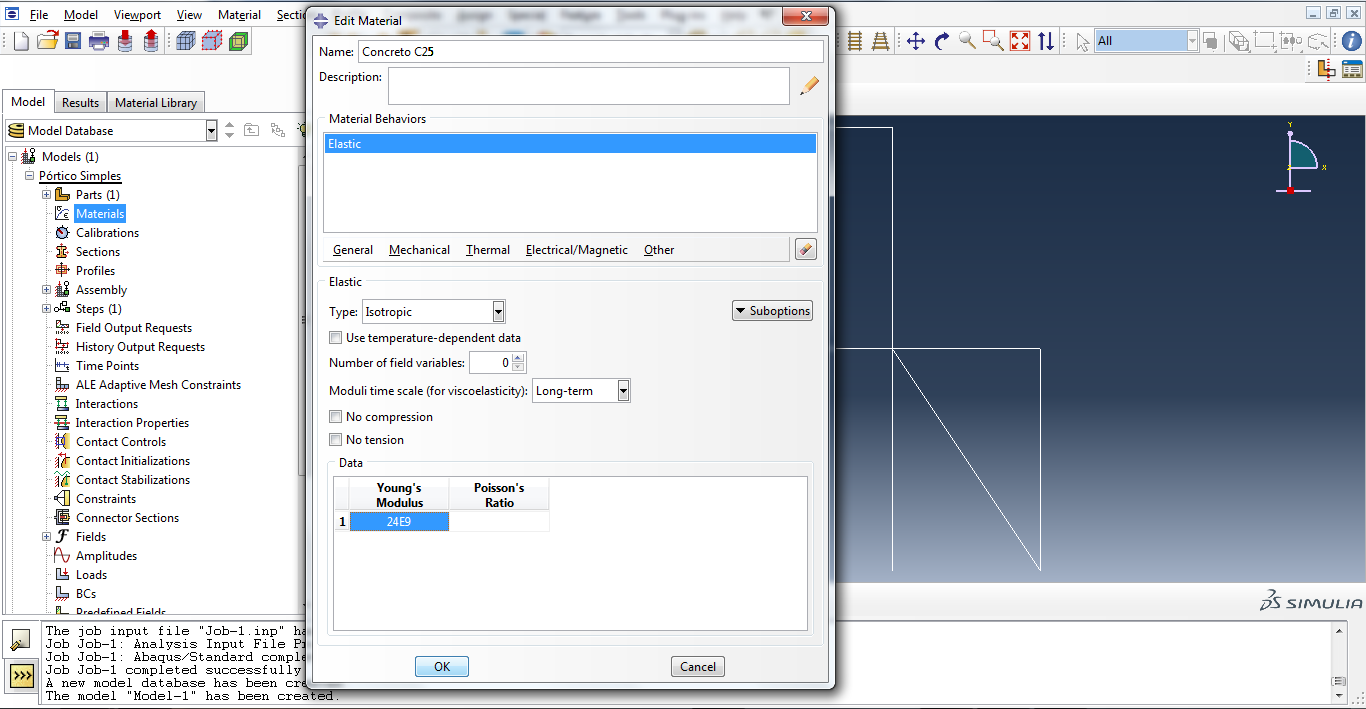 File Model Viewport View Material Sectio
Edit Material
All
Name: Concreto C25
Description:
Model Results Material Library
Material Behaviors
Model Database
Elastic
Models (1)
Pórtico Simples
Parts (1)
Materials
Calibrations
Sections
Profiles
Assembly
Steps (1)
Field Output Requests
History Output Requests
Time Points
ALE Adaptive Mesh Constraints
Interactions
Interaction Properties
Contact Controls
Contact Initializations
Contact Stabilizations
Constraints
Connector Sections
Fields
Amplitudes
Loads
BCs
Predefined Fields
General Mechanical Thermal Electrical/Magnetic Other
Elastic
Type: Isotropic
Suboptions
Use temperature-dependent data
Number of field variables: 0
Moduli time scale (for viscoelasticity): Long-term
No compression
No tension
Data
Young's Modulus
Poisson's Ratio
1 24E9
OK Cancel
Y
X
SIMULIA
The job input file "Job-1.inp" ha
Job Job-1: Analysis Input File Pr
Job Job-1: Abaqus/Standard comple
Job Job-1 completed successfully
A new model database has been cre
The model "Model-1" has been created.